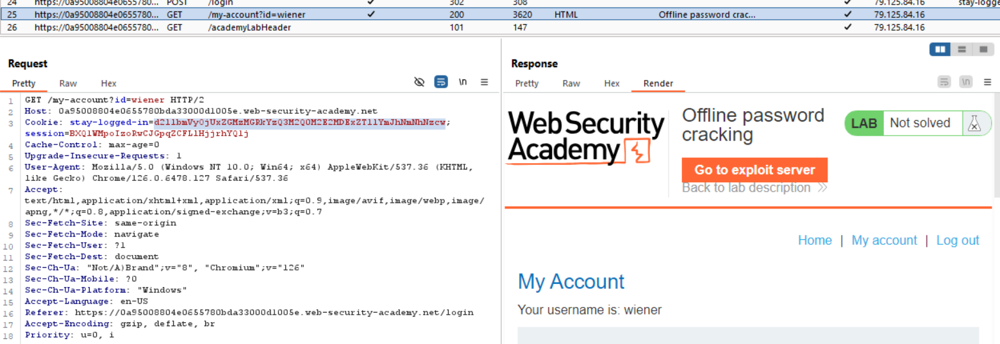 24 https://0a95008804e0655780... POST /login ✓ 302 308 ✓ 79.125.84.16 stay-logge
25 https://0a95008804e0655780... GET /my-account?id=wiener ✓ 200 3620 HTML Offline password crac... ✓ 79.125.84.16
26 https://0a95008804e0655780... GET /academyLabHeader 101 147 ✓ 79.125.84.16
Request
Pretty Raw Hex \n
1 GET /my-account?id=wiener HTTP/2
2 Host: 0a95008804e0655780bda33000d1005e.web-security-academy.net
3 Cookie: stay-logged-in=
session=
4 Cache-Control: max-age=0
5 Upgrade-Insecure-Requests: 1
6 User-Agent: Mozilla/5.0 (Windows NT 10.0; Win64; x64) AppleWebKit/537.36 (KHTML,
like Gecko) Chrome/126.0.6478.127 Safari/537.36
7 Accept:
text/html,application/xhtml+xml,application/xml;q=0.9,image/avif,image/webp,image/
apng,*/*;q=0.8,application/signed-exchange;v=b3;q=0.7
8 Sec-Fetch-Site: same-origin
9 Sec-Fetch-Mode: navigate
10 Sec-Fetch-User: ?1
11 Sec-Fetch-Dest: document
12 Sec-Ch-Ua: "Not/A)Brand";v="8", "Chromium";v="126"
13 Sec-Ch-Ua-Mobile: ?0
14 Sec-Ch-Ua-Platform: "Windows"
15 Accept-Language: en-US
16 Referer: https://0a95008804e0655780bda33000d1005e.web-security-academy.net/login
17 Accept-Encoding: gzip, deflate, br
18 Priority: u=0, i
Response
Pretty Raw Hex Render \n
Web Security
Academy
Offline password
cracking
LAB Not solved
Go to exploit server
Back to lab description
Home | My account | Log out
My Account
Your username is: wiener